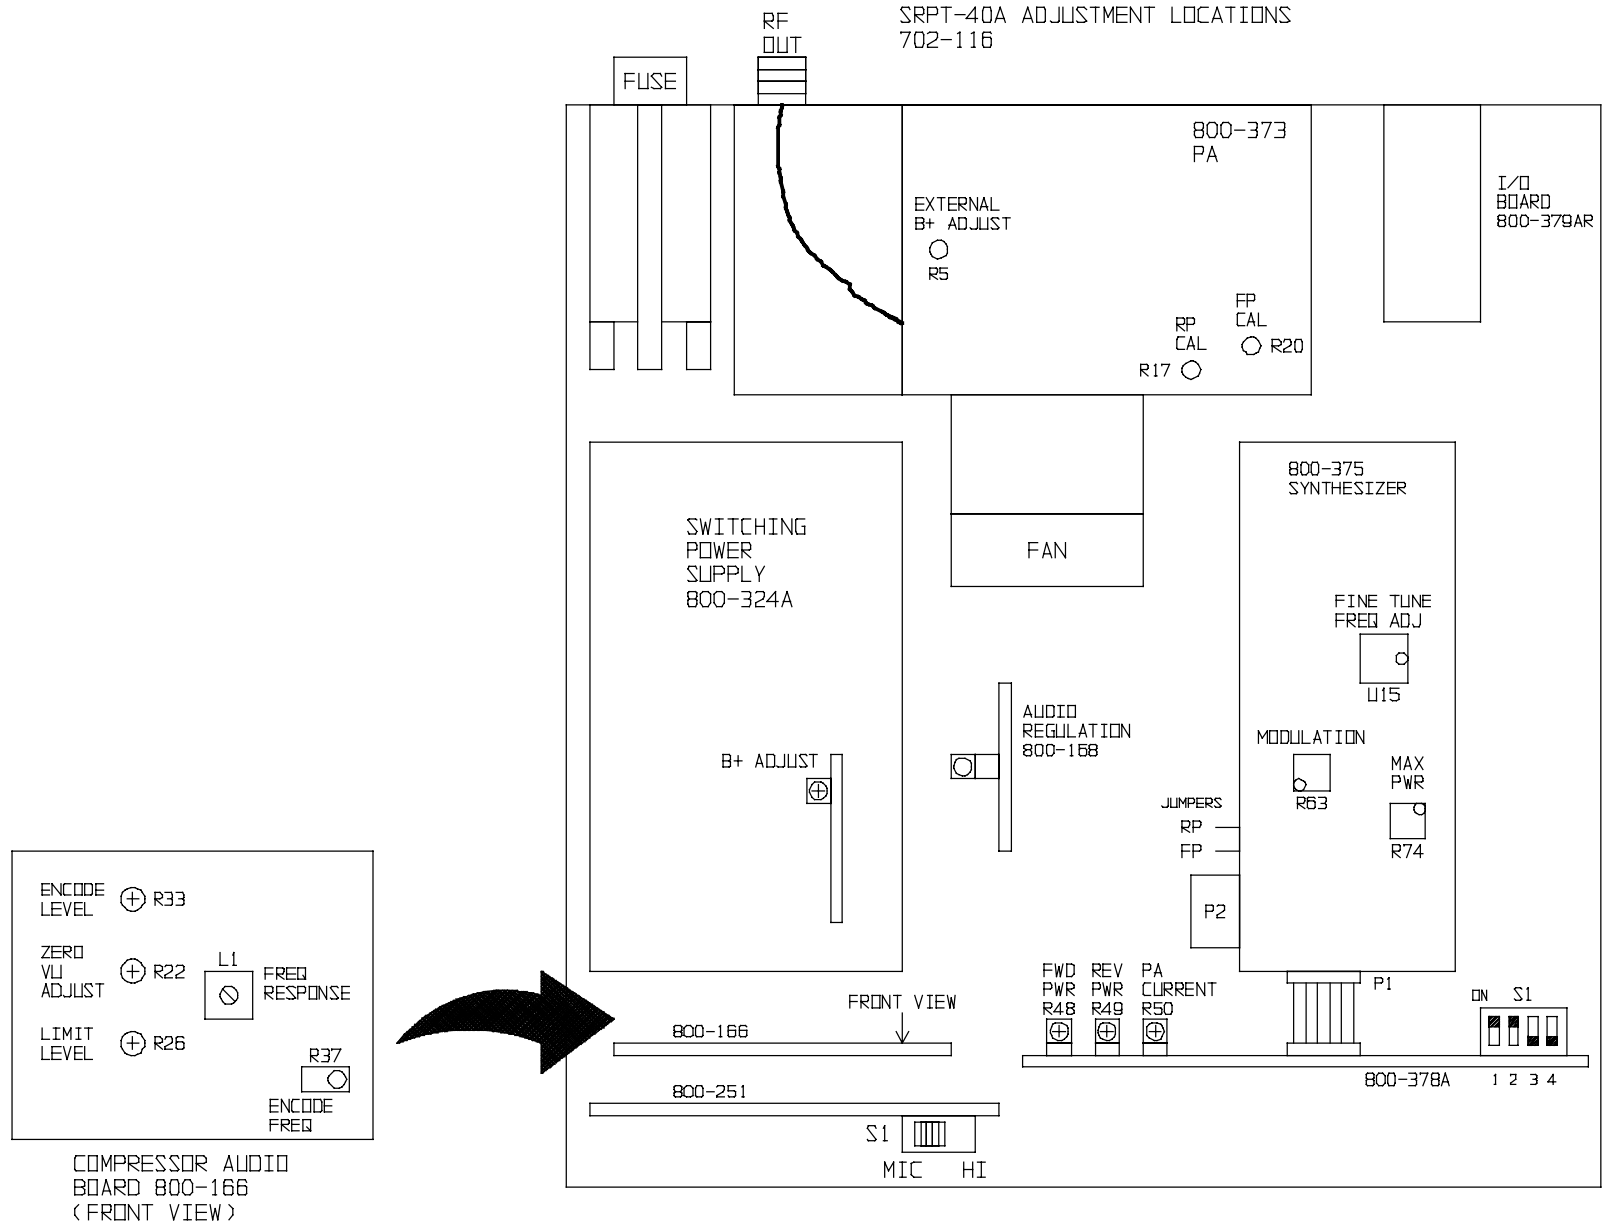 SRPT-40A ADJUSTMENT LOCATIONS
702-116
RF
OUT
FUSE
800-373
PA
I/O
BOARD
800-379AR
EXTERNAL
B+ ADJUST
R5
FP
CAL
R20
RP
CAL
R17
800-375
SYNTHESIZER
SWITCHING
POWER
SUPPLY
800-324A
FAN
FINE TUNE
FREQ ADJ
U15
AUDIO
REGULATION
800-168
MODULATION
R63
B+ ADJUST
MAX
PWR
R74
JUMPERS
RP
FP
P2
ENCODE
LEVEL
R33
ZERO
VU
ADJUST
R22
L1
FREQ
RESPONSE
LIMIT
LEVEL
R26
R37
ENCODE
FREQ
COMPRESSOR AUDIO
BOARD 800-166
(FRONT VIEW)
FWD
PWR
R48
REV
PWR
R49
PA
CURRENT
R50
P1
ON S1
1 2 3 4
FRONT VIEW
800-166
800-378A
800-251
S1
MIC HI